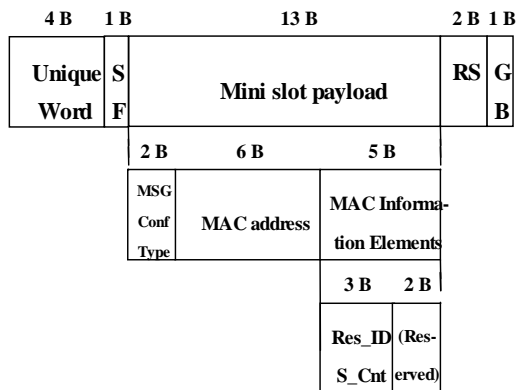 4 B 1 B 13 B 2 B 1 B
Unique S Mini slot payload RS G
Word F B
2 B 6 B 5 B
MSG
Conf MAC address MAC Informa-
Type tion Elements
3 B 2 B
Res_ID (Res-
S_Cnt erved)